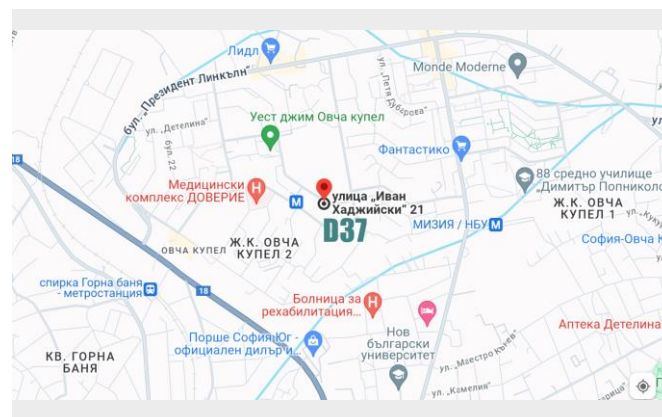 Лидл
Monde Moderne
бул. „Президент Линкълн“
ул. „Петя Дубарова“
ул. „Детелина“
бул. 22
Уест джим Овча купел
Фантастико
18
88 средно училище
„Димитър Попниколо
Медицински
комплекс ДОВЕРИЕ
М
улица „Иван
Хаджийски“ 21
D37
Ж.К. ОВЧА
КУПЕЛ 1
МИЗИЯ / НБУ М
Ж.К. ОВЧА
КУПЕЛ 2
ОВЧА КУПЕЛ
София-Овча К
спирка Горна баня
- метростанция
18
Болница за
рехабилитация...
Аптека Детелина
Порше София Юг -
официален дилър и...
Нов
български
университет
КВ. ГОРНА
БАНЯ
ул. „Маестро Кънев“
ул. „Камелия“